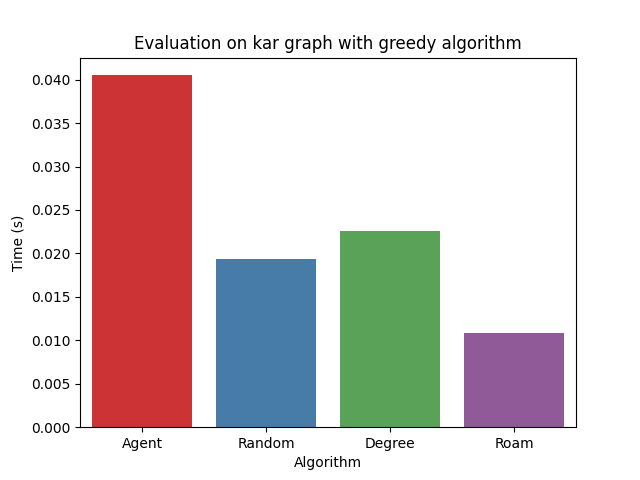 Evaluation on kar graph with greedy algorithm
0.040
0.035
0.030
0.025
0.020
0.015
0.010
0.005
0.000
Time (s)
Agent Random Degree Roam
Algorithm